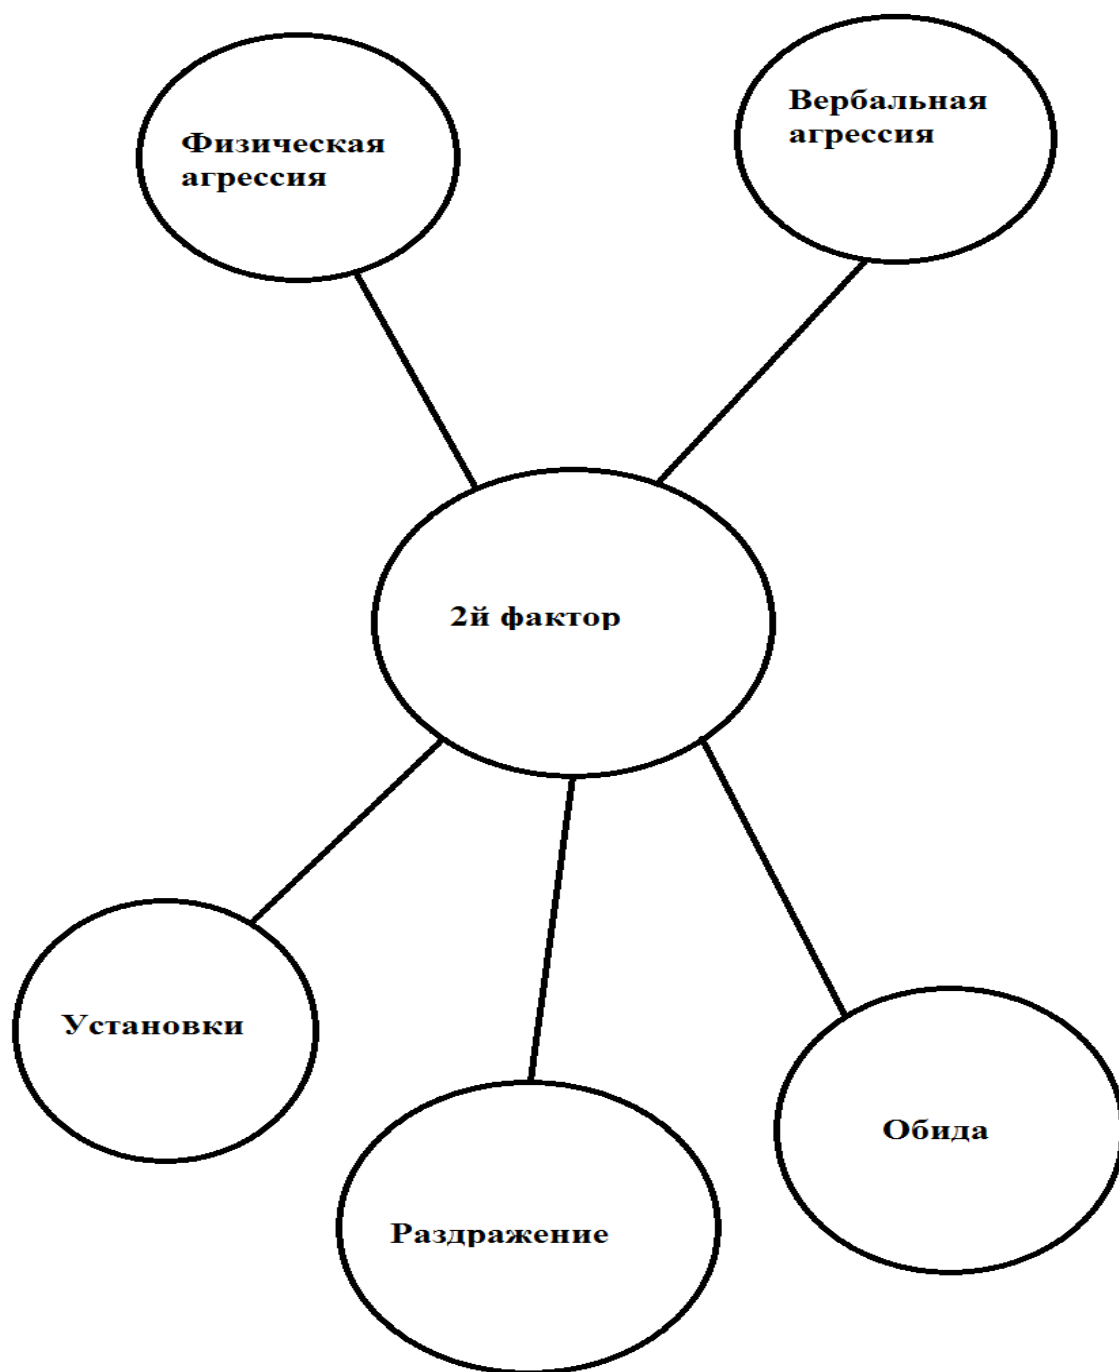 Физическая
агрессия
Вербальная
агрессия
2й фактор
Установки
Раздражение
Обида